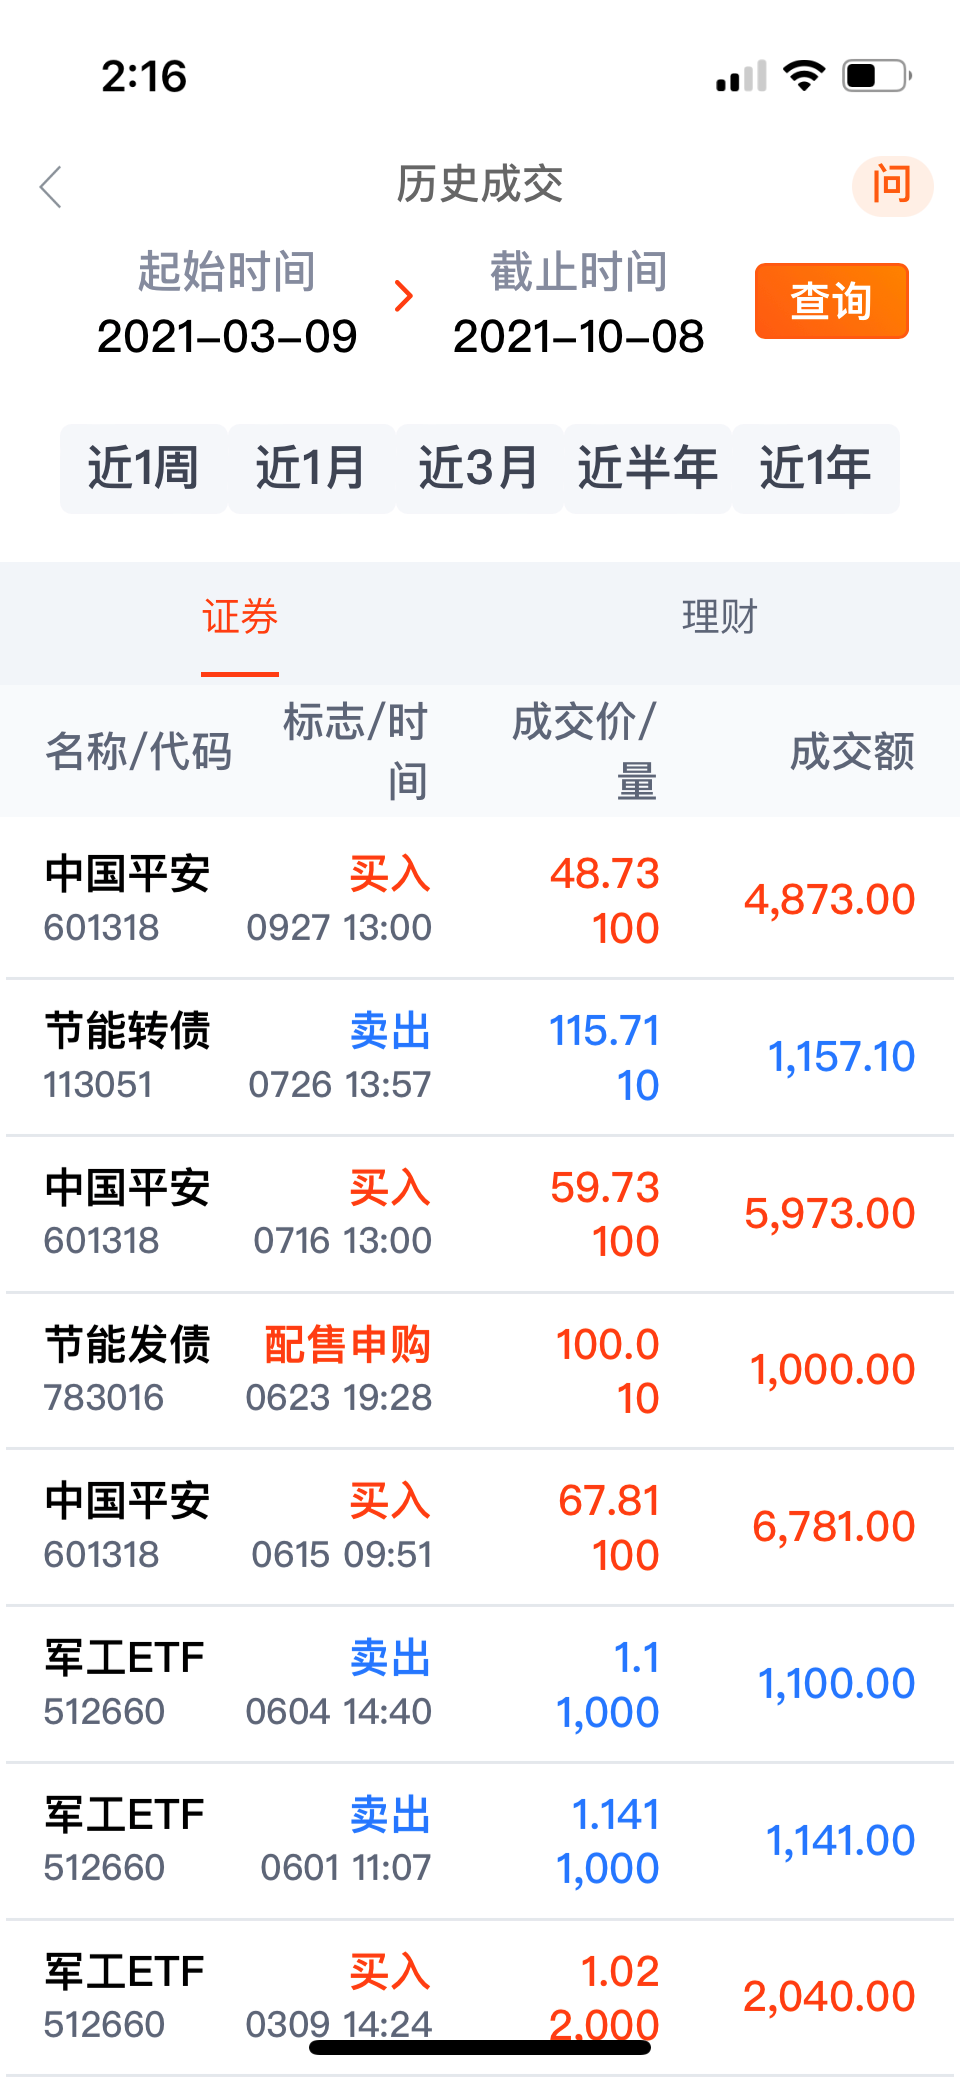 2:16
历史成交
问
起始时间 截止时间
2021-03-09 2021-10-08
查询
近1周 近1月 近3月 近半年 近1年
证券 理财
名称/代码 标志/时间 成交价/量 成交额
中国平安 买入 48.73 4,873.00
601318 0927 13:00 100
节能转债 卖出 115.71 1,157.10
113051 0726 13:57 10
中国平安 买入 59.73 5,973.00
601318 0716 13:00 100
节能发债 配售申购 100.0 1,000.00
783016 0623 19:28 10
中国平安 买入 67.81 6,781.00
601318 0615 09:51 100
军工ETF 卖出 1.1 1,100.00
512660 0604 14:40 1,000
军工ETF 卖出 1.141 1,141.00
512660 0601 11:07 1,000
军工ETF 买入 1.02 2,040.00
512660 0309 14:24 2,000